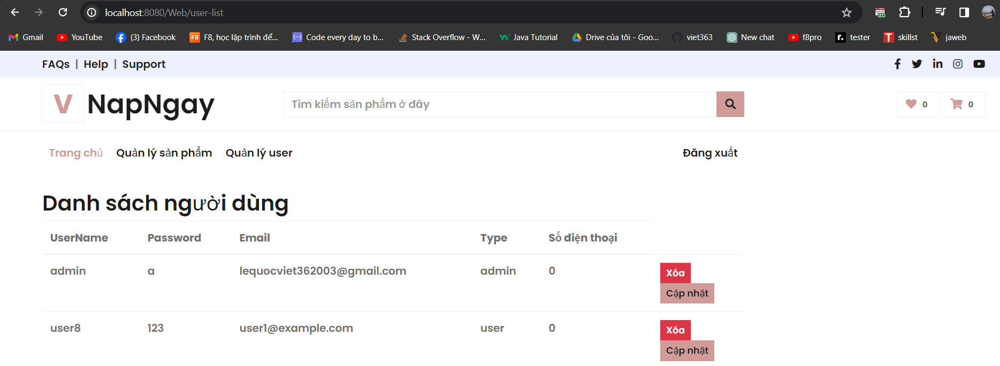 localhost:8080/Web/user-list
Gmail YouTube (3) Facebook F8, học lập trình để... Code every day to b... Stack Overflow - W... Java Tutorial Drive của tôi - Goo... viet363 New chat f8pro tester skillst jaweb
FAQs | Help | Support
V NapNgay Tìm kiếm sản phẩm ở đây 0 0
Trang chủ Quản lý sản phẩm Quản lý user Đăng xuất
Danh sách người dùng
UserName Password Email Type Số điện thoại
admin a lequocviet362003@gmail.com admin 0 Xóa
Cập nhật
user8 123 user1@example.com user 0 Xóa
Cập nhật